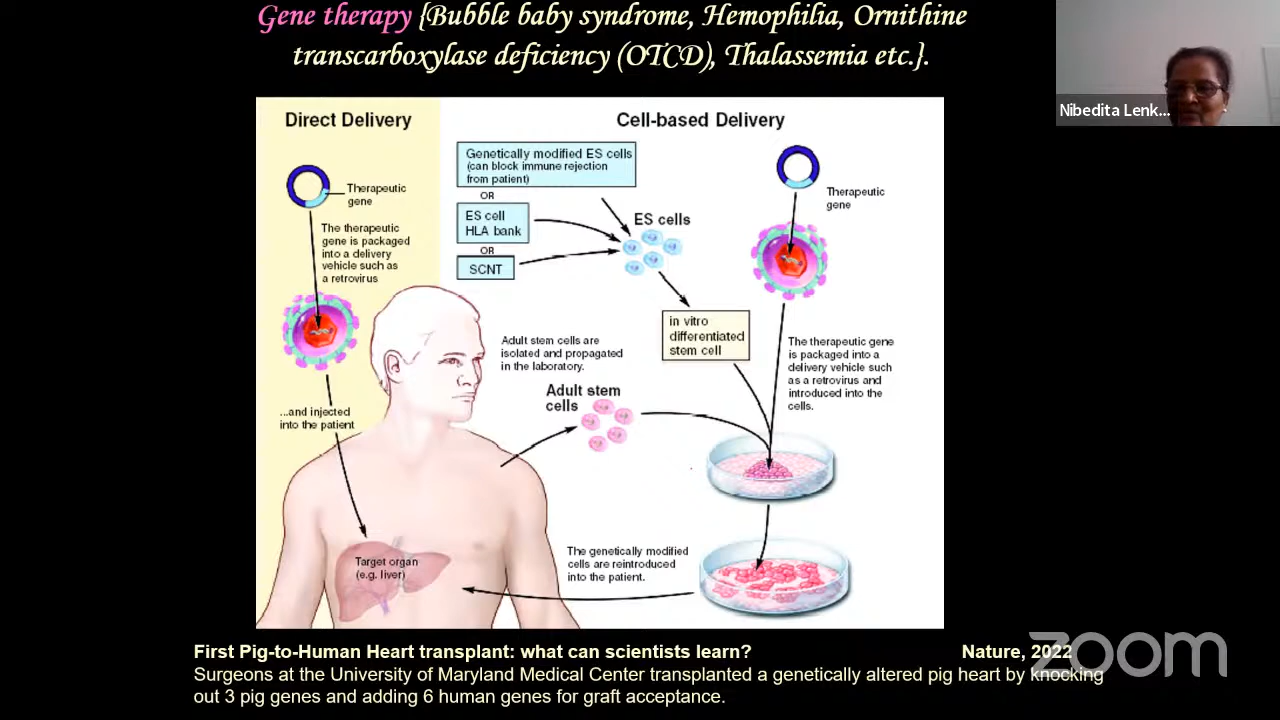 Gene therapy {Bubble baby syndrome, Hemophilia, Ornithine
transcarboxylase deficiency (OTCD), Thalassemia etc.}.
Nibedita Lenk...
Direct Delivery
Therapeutic
gene
The therapeutic
gene is packaged
into a delivery
vehicle such as
a retrovirus
...and injected
into the patient
Target organ
(e.g. liver)
Cell-based Delivery
Genetically modified ES cells
(can block immune rejection
from patient)
OR
ES cell
HLA bank
OR
SCNT
ES cells
in vitro
differentiated
stem cell
Therapeutic
gene
The therapeutic gene
is packaged into a
delivery vehicle such
as a retrovirus and
introduced into the
cells.
Adult stem cells are
isolated and propagated
in the laboratory.
Adult stem
cells
The genetically modified
cells are reintroduced
into the patient.
First Pig-to-Human Heart transplant: what can scientists learn? Nature, 2022
Surgeons at the University of Maryland Medical Center transplanted a genetically altered pig heart by knocking
out 3 pig genes and adding 6 human genes for graft acceptance.
zoom